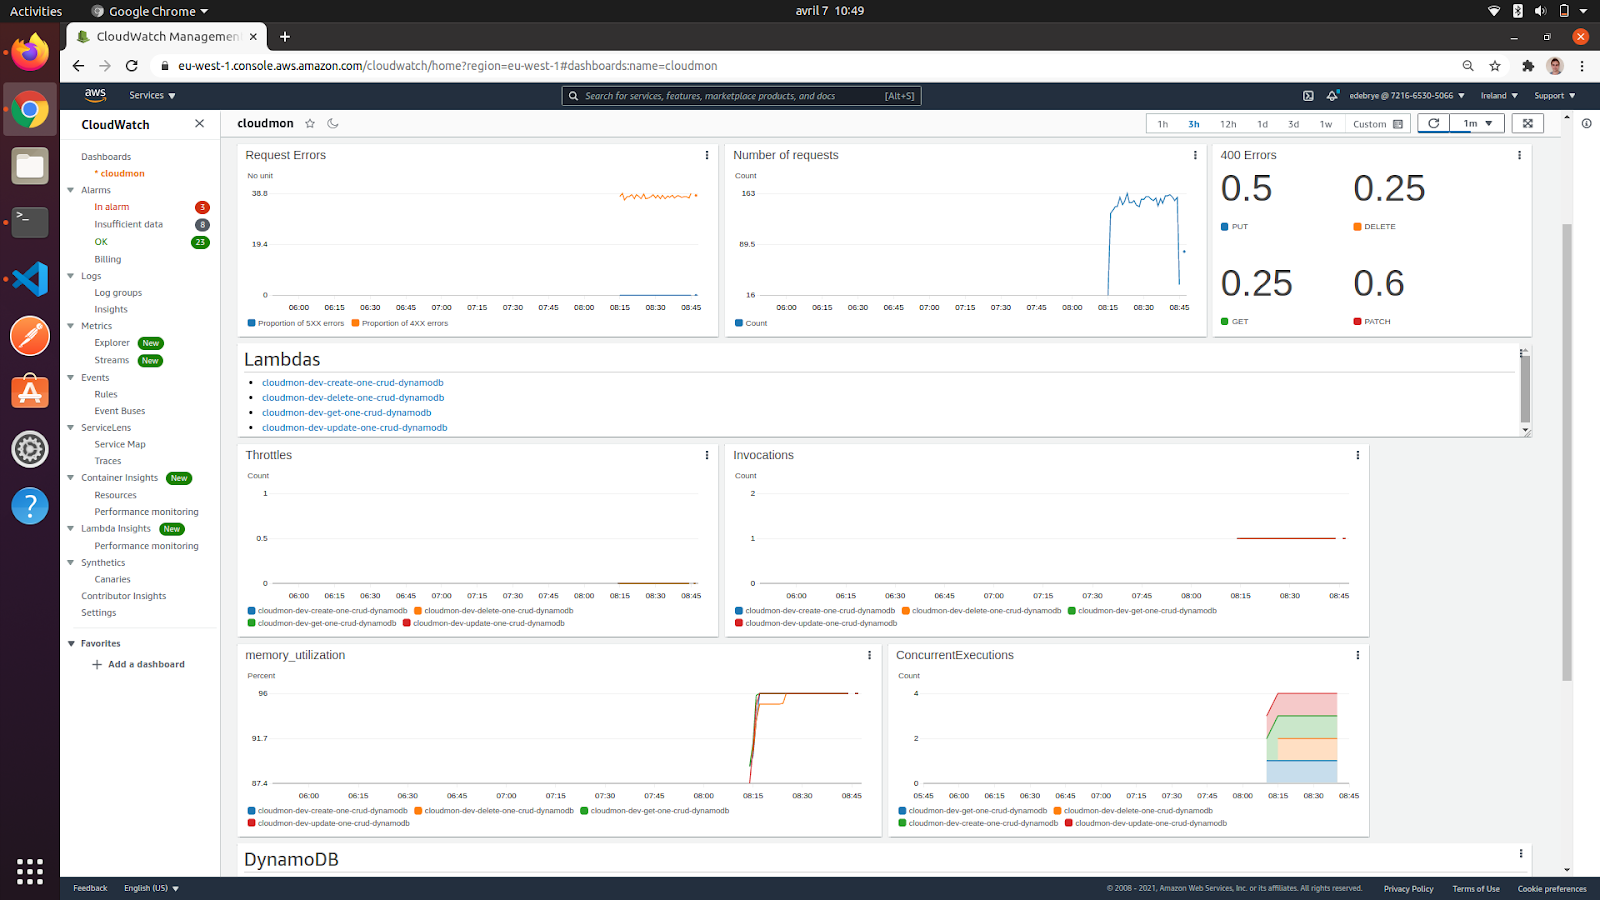 Activities Google Chrome avril 7 10:49
CloudWatch Management
eu-west-1.console.aws.amazon.com/cloudwatch/home?region=eu-west-1#dashboards:name=cloudmon
aws Services Search for services, features, marketplace products, and docs [Alt+S] edebrye @ 7216-6530-5066 Ireland Support
CloudWatch
Dashboards
* cloudmon
Alarms
In alarm 3
Insufficient data 8
OK 23
Billing
Logs
Log groups
Insights
Metrics
Explorer New
Streams New
Events
Rules
Event Buses
ServiceLens
Service Map
Traces
Container Insights New
Resources
Performance monitoring
Lambda Insights New
Performance monitoring
Synthetics
Canaries
Contributor Insights
Settings
Favorites
Add a dashboard
cloudmon 1h 3h 12h 1d 3d 1w Custom 1m
Request Errors
No unit
38.8
19.4
0
06:00 06:15 06:30 06:45 07:00 07:15 07:30 07:45 08:00 08:15 08:30 08:45
Proportion of 5XX errors Proportion of 4XX errors
Number of requests
Count
163
89.5
16
06:00 06:15 06:30 06:45 07:00 07:15 07:30 07:45 08:00 08:15 08:30 08:45
Count
400 Errors
0.5 0.25
PUT DELETE
0.25 0.6
GET PATCH
Lambdas
cloudmon-dev-create-one-crud-dynamodb
cloudmon-dev-delete-one-crud-dynamodb
cloudmon-dev-get-one-crud-dynamodb
cloudmon-dev-update-one-crud-dynamodb
Throttles
Count
1
0.5
0
06:00 06:15 06:30 06:45 07:00 07:15 07:30 07:45 08:00 08:15 08:30 08:45
cloudmon-dev-create-one-crud-dynamodb cloudmon-dev-delete-one-crud-dynamodb
cloudmon-dev-get-one-crud-dynamodb cloudmon-dev-update-one-crud-dynamodb
Invocations
Count
2
1
0
06:00 06:15 06:30 06:45 07:00 07:15 07:30 07:45 08:00 08:15 08:30 08:45
cloudmon-dev-create-one-crud-dynamodb cloudmon-dev-delete-one-crud-dynamodb cloudmon-dev-get-one-crud-dynamodb
cloudmon-dev-update-one-crud-dynamodb
memory_utilization
Percent
96
91.7
87.4
06:00 06:15 06:30 06:45 07:00 07:15 07:30 07:45 08:00 08:15 08:30 08:45
cloudmon-dev-create-one-crud-dynamodb cloudmon-dev-delete-one-crud-dynamodb cloudmon-dev-get-one-crud-dynamodb
cloudmon-dev-update-one-crud-dynamodb
ConcurrentExecutions
Count
4
2
0
05:45 06:00 06:15 06:30 06:45 07:00 07:15 07:30 07:45 08:00 08:15 08:30 08:45
cloudmon-dev-get-one-crud-dynamodb cloudmon-dev-delete-one-crud-dynamodb
cloudmon-dev-create-one-crud-dynamodb cloudmon-dev-update-one-crud-dynamodb
DynamoDB
Feedback English (US) © 2008 - 2021, Amazon Web Services, Inc. or its affiliates. All rights reserved. Privacy Policy Terms of Use Cookie preferences